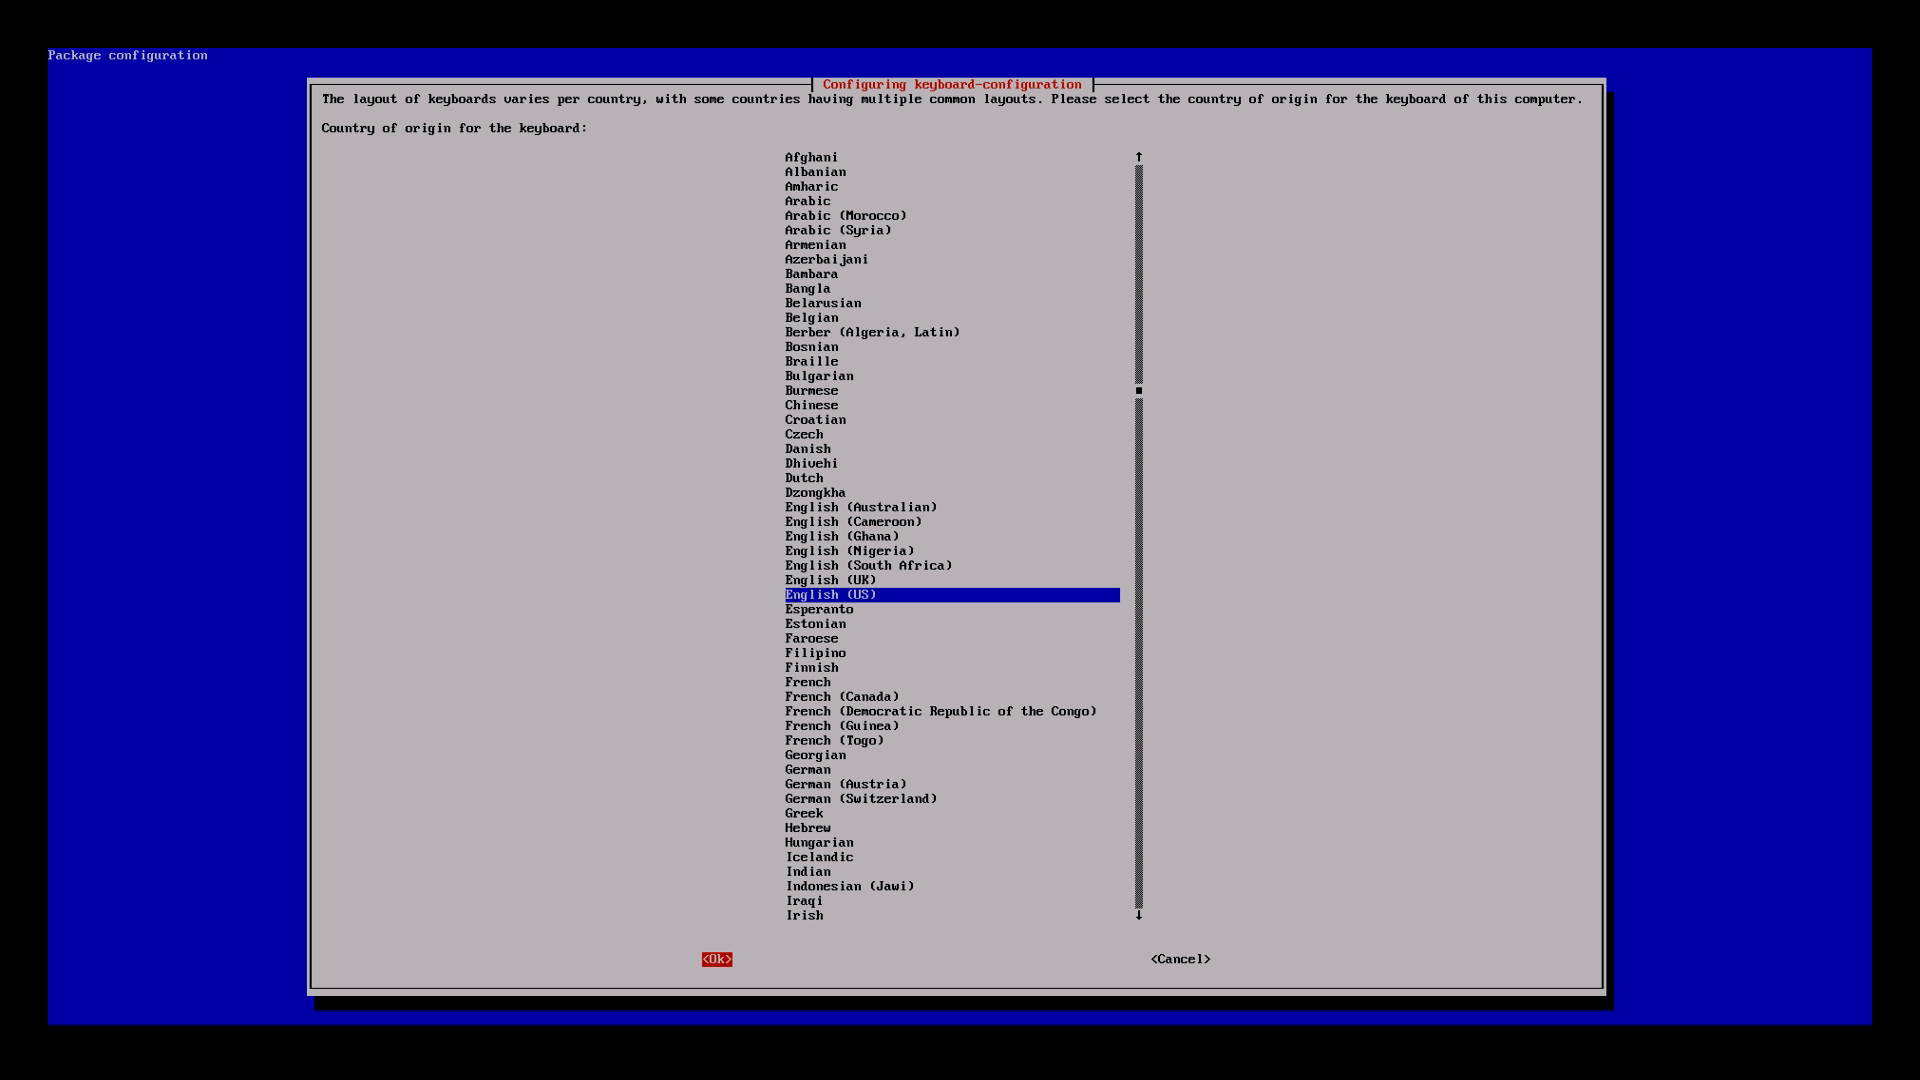 Package configuration
Configuring keyboard-configuration
The layout of keyboards varies per country, with some countries having multiple common layouts. Please select the country of origin for the keyboard of this computer.
Country of origin for the keyboard:
Afghani
Albanian
Amharic
Arabic
Arabic (Morocco)
Arabic (Syria)
Armenian
Azerbaijani
Bambara
Bangla
Belarusian
Belgian
Berber (Algeria, Latin)
Bosnian
Braille
Bulgarian
Burmese
Chinese
Croatian
Czech
Danish
Dhivehi
Dutch
Dzongkha
English (Australian)
English (Cameroon)
English (Ghana)
English (Nigeria)
English (South Africa)
English (UK)
English (US)
Esperanto
Estonian
Faroese
Filipino
Finnish
French
French (Canada)
French (Democratic Republic of the Congo)
French (Guinea)
French (Togo)
Georgian
German
German (Austria)
German (Switzerland)
Greek
Hebrew
Hungarian
Icelandic
Indian
Indonesian (Jawi)
Iraqi
Irish
<Ok> <Cancel>